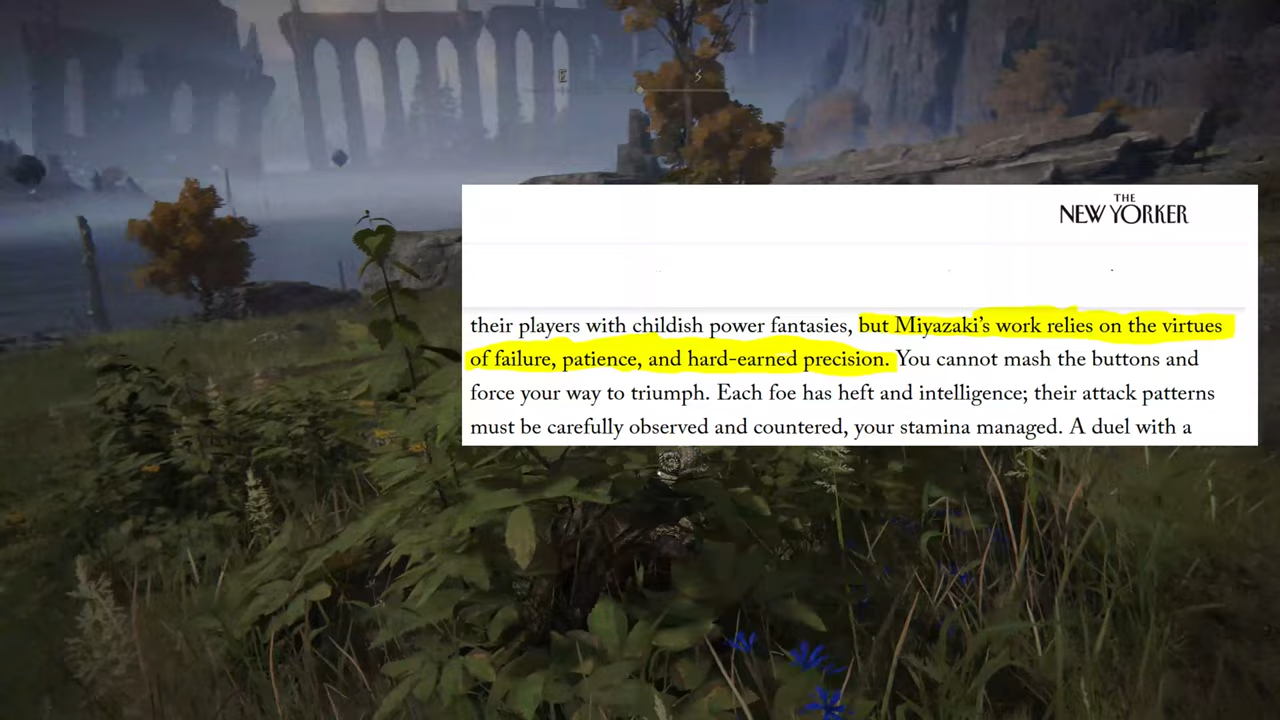 E
S
THE
NEW YORKER
their players with childish power fantasies, but Miyazaki’s work relies on the virtues
of failure, patience, and hard-earned precision. You cannot mash the buttons and
force your way to triumph. Each foe has heft and intelligence; their attack patterns
must be carefully observed and countered, your stamina managed. A duel with a